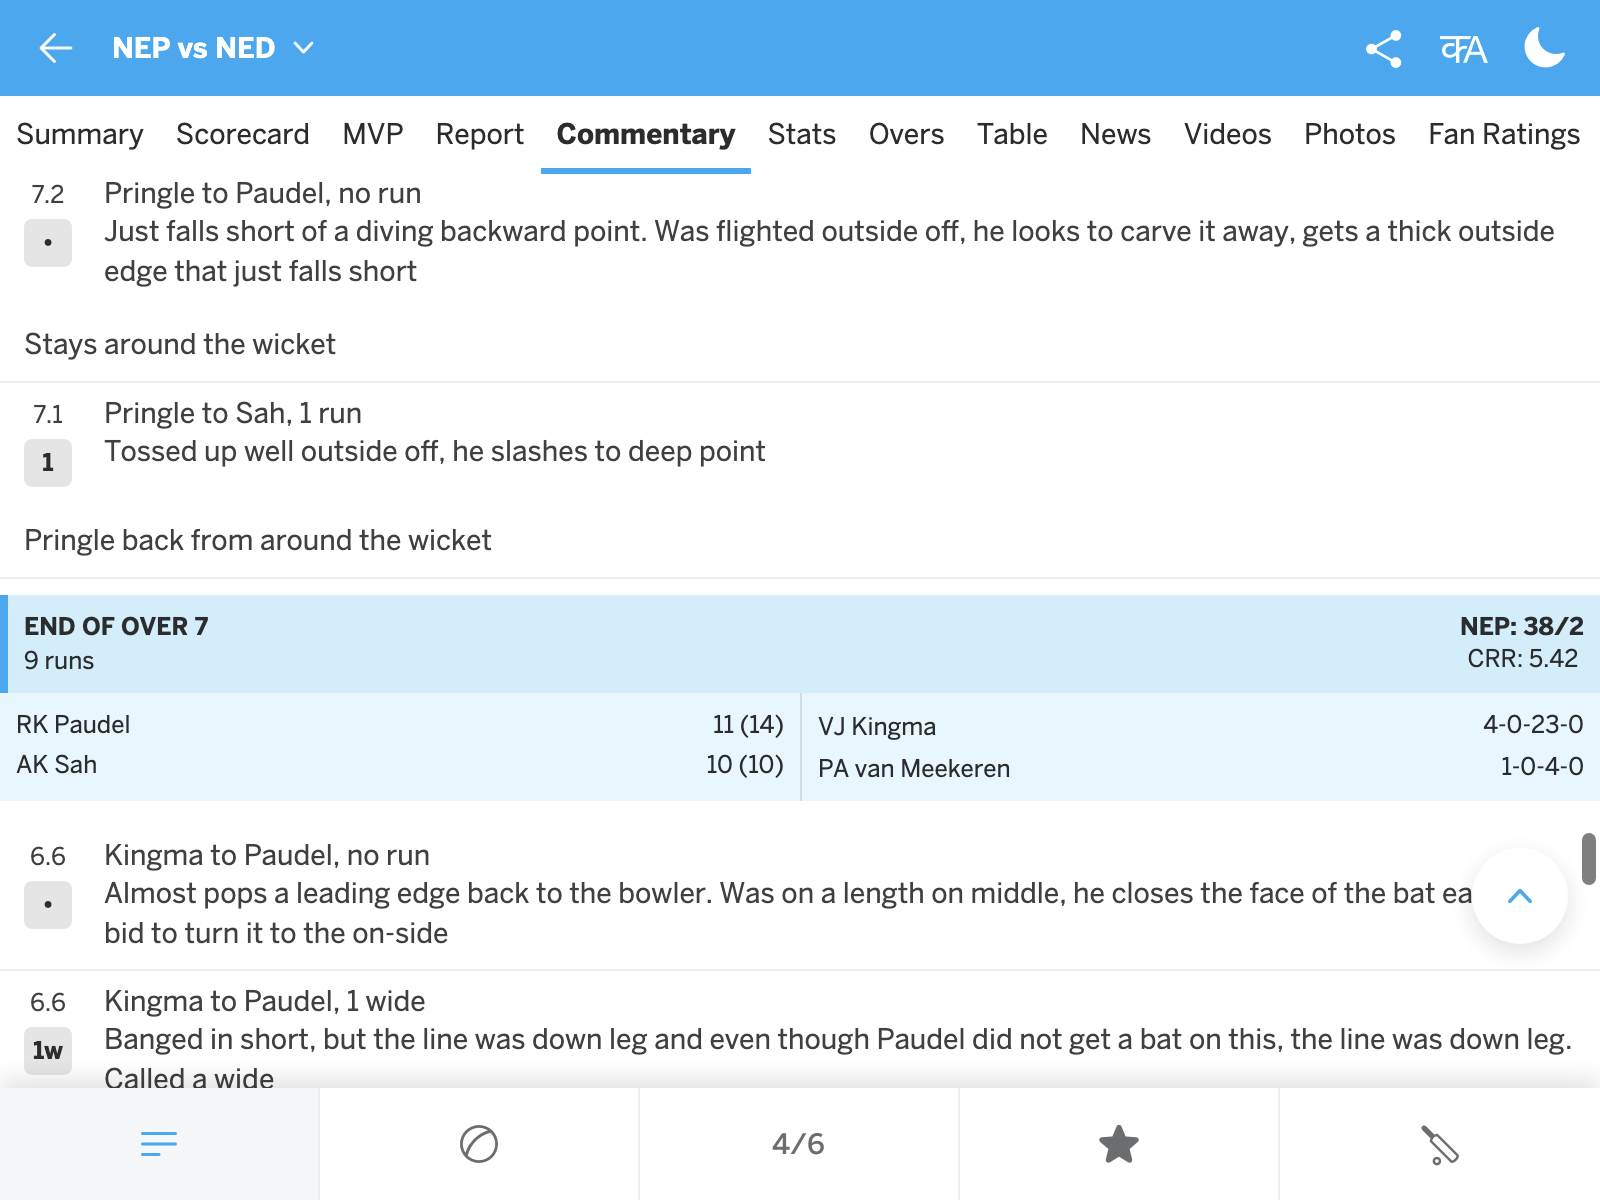 NEP vs NED
काA
Summary Scorecard MVP Report Commentary Stats Overs Table News Videos Photos Fan Ratings
7.2 Pringle to Paudel, no run
• Just falls short of a diving backward point. Was flighted outside off, he looks to carve it away, gets a thick outside
edge that just falls short
Stays around the wicket
7.1 Pringle to Sah, 1 run
1 Tossed up well outside off, he slashes to deep point
Pringle back from around the wicket
END OF OVER 7 NEP: 38/2
9 runs CRR: 5.42
RK Paudel 11 (14) VJ Kingma 4-0-23-0
AK Sah 10 (10) PA van Meekeren 1-0-4-0
6.6 Kingma to Paudel, no run
• Almost pops a leading edge back to the bowler. Was on a length on middle, he closes the face of the bat ea
bid to turn it to the on-side
6.6 Kingma to Paudel, 1 wide
1w Banged in short, but the line was down leg and even though Paudel did not get a bat on this, the line was down leg.
Called a wide
4/6